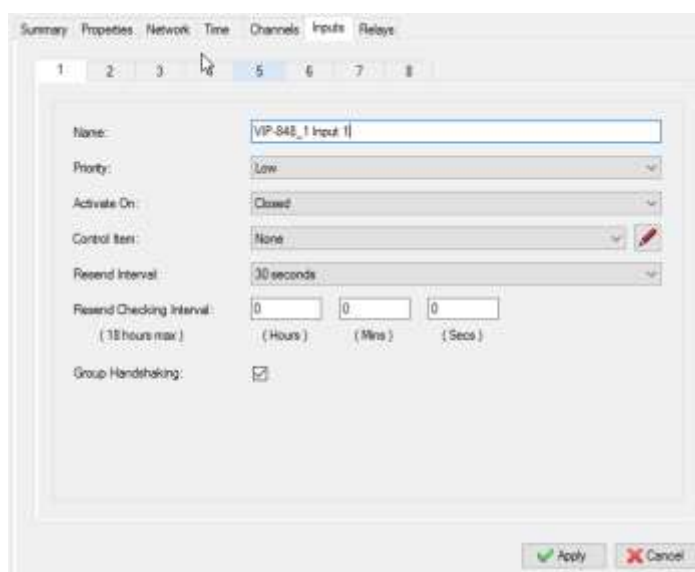 Summary Properties Network Time Channels Inputs Relays
1 2 3 4 5 6 7 8
Name: VIP-848_1 Input 1
Priority: Low
Activate On: Closed
Control Item: None
Resend Interval: 30 seconds
Resend Checking Interval: 0 0 0
( 18 hours max ) ( Hours ) ( Mins ) ( Secs )
Group Handshaking:
Apply Cancel